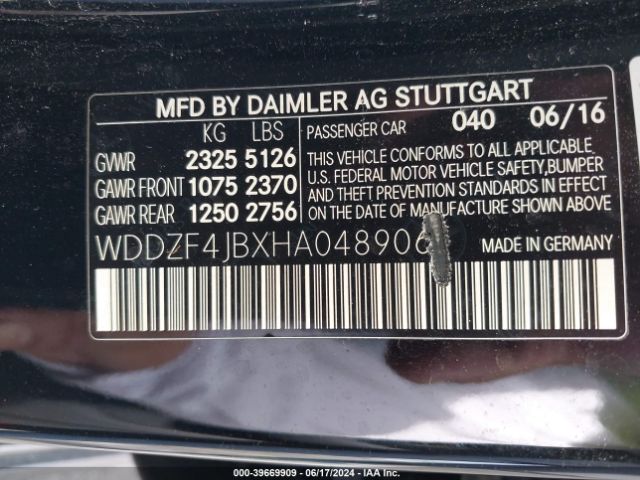 MFD BY DAIMLER AG STUTTGART
KG LBS
PASSENGER CAR 040 06/16
GVWR 2325 5126
GAWR FRONT 1075 2370
GAWR REAR 1250 2756
THIS VEHICLE CONFORMS TO ALL APPLICABLE
U.S. FEDERAL MOTOR VEHICLE SAFETY,BUMPER
AND THEFT PREVENTION STANDARDS IN EFFECT
ON THE DATE OF MANUFACTURE SHOWN ABOVE
WDDZF4JBXHA048906
MADE IN GERMANY
000-39669909 - 06/17/2024 - IAA Inc.